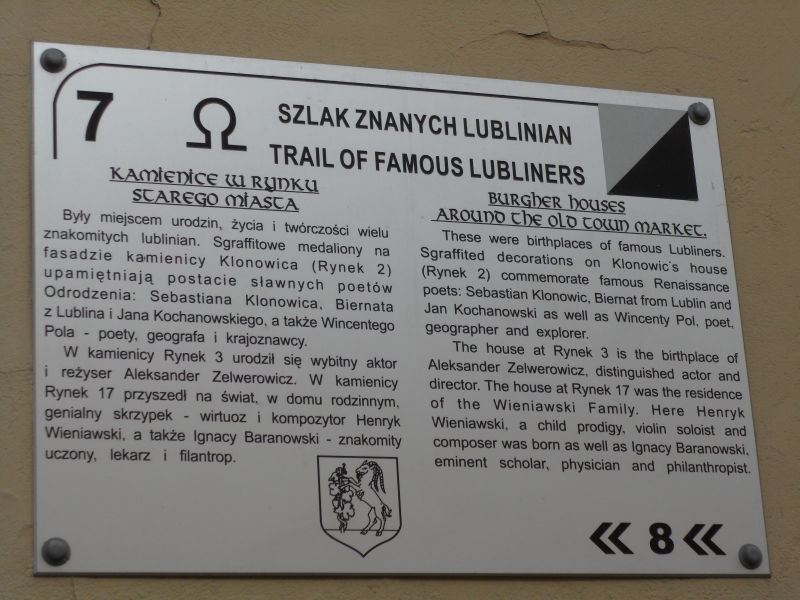 7
Ω
SZLAK ZNANYCH LUBLINIAN
TRAIL OF FAMOUS LUBLINERS
KAMIENICE W RYNKU
STAREGO MIASTA
Były miejscem urodzin, życia i twórczości wielu
znakomitych lublinian. Sgraffitowe medaliony na
fasadzie kamienicy Klonowica (Rynek 2)
upamiętniają postacie sławnych poetów
Odrodzenia: Sebastiana Klonowica, Biernata
z Lublina i Jana Kochanowskiego, a także Wincentego
Pola - poety, geografa i krajoznawcy.
W kamienicy Rynek 3 urodził się wybitny aktor
i reżyser Aleksander Zelwerowicz. W kamienicy
Rynek 17 przyszedł na świat, w domu rodzinnym,
genialny skrzypek - wirtuoz i kompozytor Henryk
Wieniawski, a także Ignacy Baranowski - znakomity
uczony, lekarz i filantrop.
BURGHER HOUSES
AROUND THE OLD TOWN MARKET.
These were birthplaces of famous Lubliners.
Sgraffited decorations on Klonowic's house
(Rynek 2) commemorate famous Renaissance
poets: Sebastian Klonowic, Biernat from Lublin and
Jan Kochanowski as well as Wincenty Pol, poet,
geographer and explorer.
The house at Rynek 3 is the birthplace of
Aleksander Zelwerowicz, distinguished actor and
director. The house at Rynek 17 was the residence
of the Wieniawski Family. Here Henryk
Wieniawski, a child prodigy, violin soloist and
composer was born as well as Ignacy Baranowski,
eminent scholar, physician and philanthropist.
« 8 «